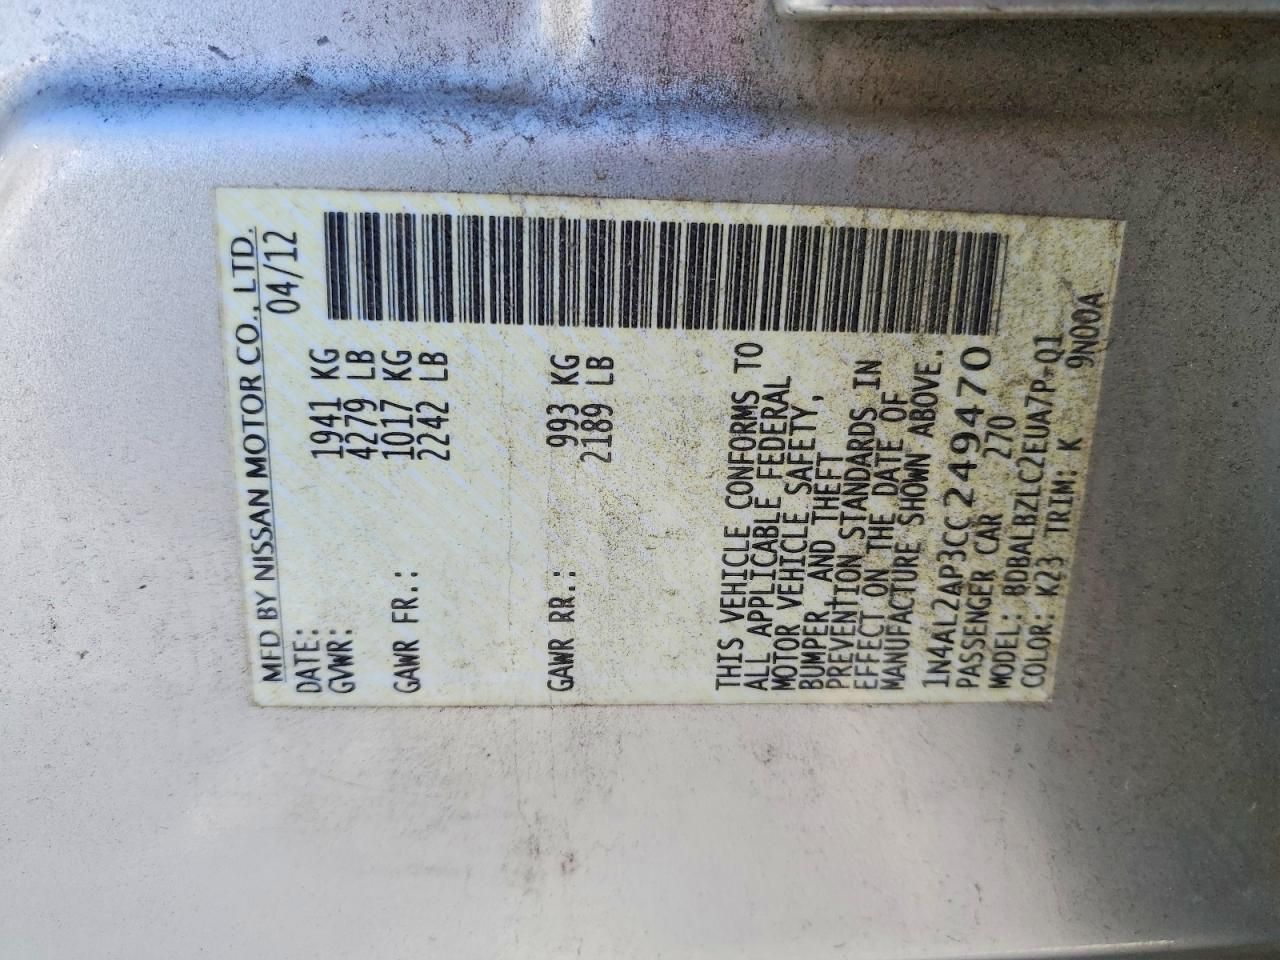 MFD BY NISSAN MOTOR CO., LTD.
DATE: 04/12
GVWR: 1941 KG
4279 LB
GAWR FR.: 1017 KG
2242 LB
GAWR RR.: 993 KG
2189 LB
THIS VEHICLE CONFORMS TO
ALL APPLICABLE FEDERAL
MOTOR VEHICLE SAFETY,
BUMPER, AND THEFT
PREVENTION STANDARDS IN
EFFECT ON THE DATE OF
MANUFACTURE SHOWN ABOVE.
1N4AL2AP3CC249470
PASSENGER CAR 270
MODEL: BDBALBZLC2EUA7P-Q1
COLOR: K23 TRIM: K 9N00A